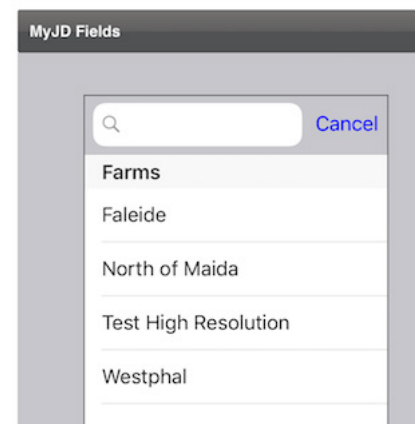 MyJD Fields
Cancel
Farms
Faleide
North of Maida
Test High Resolution
Westphal